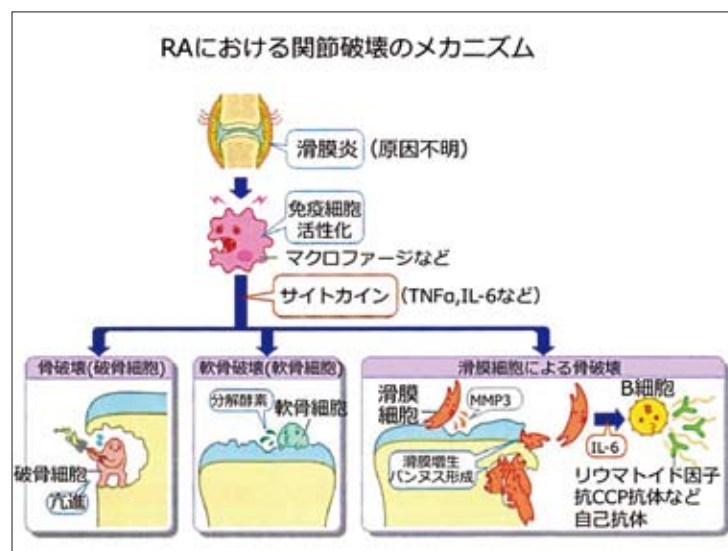 RAにおける関節破壊のメカニズム
滑膜炎 (原因不明)
免疫細胞
活性化
マクロファージなど
サイトカイン (TNFα,IL-6など)
骨破壊(破骨細胞)
破骨細胞
亢進
軟骨破壊(軟骨細胞)
分解酵素
軟骨細胞
滑膜細胞による骨破壊
滑膜
細胞
MMP3
滑膜増生
パンヌス形成
IL-6
B細胞
リウマトイド因子
抗CCP抗体など
自己抗体